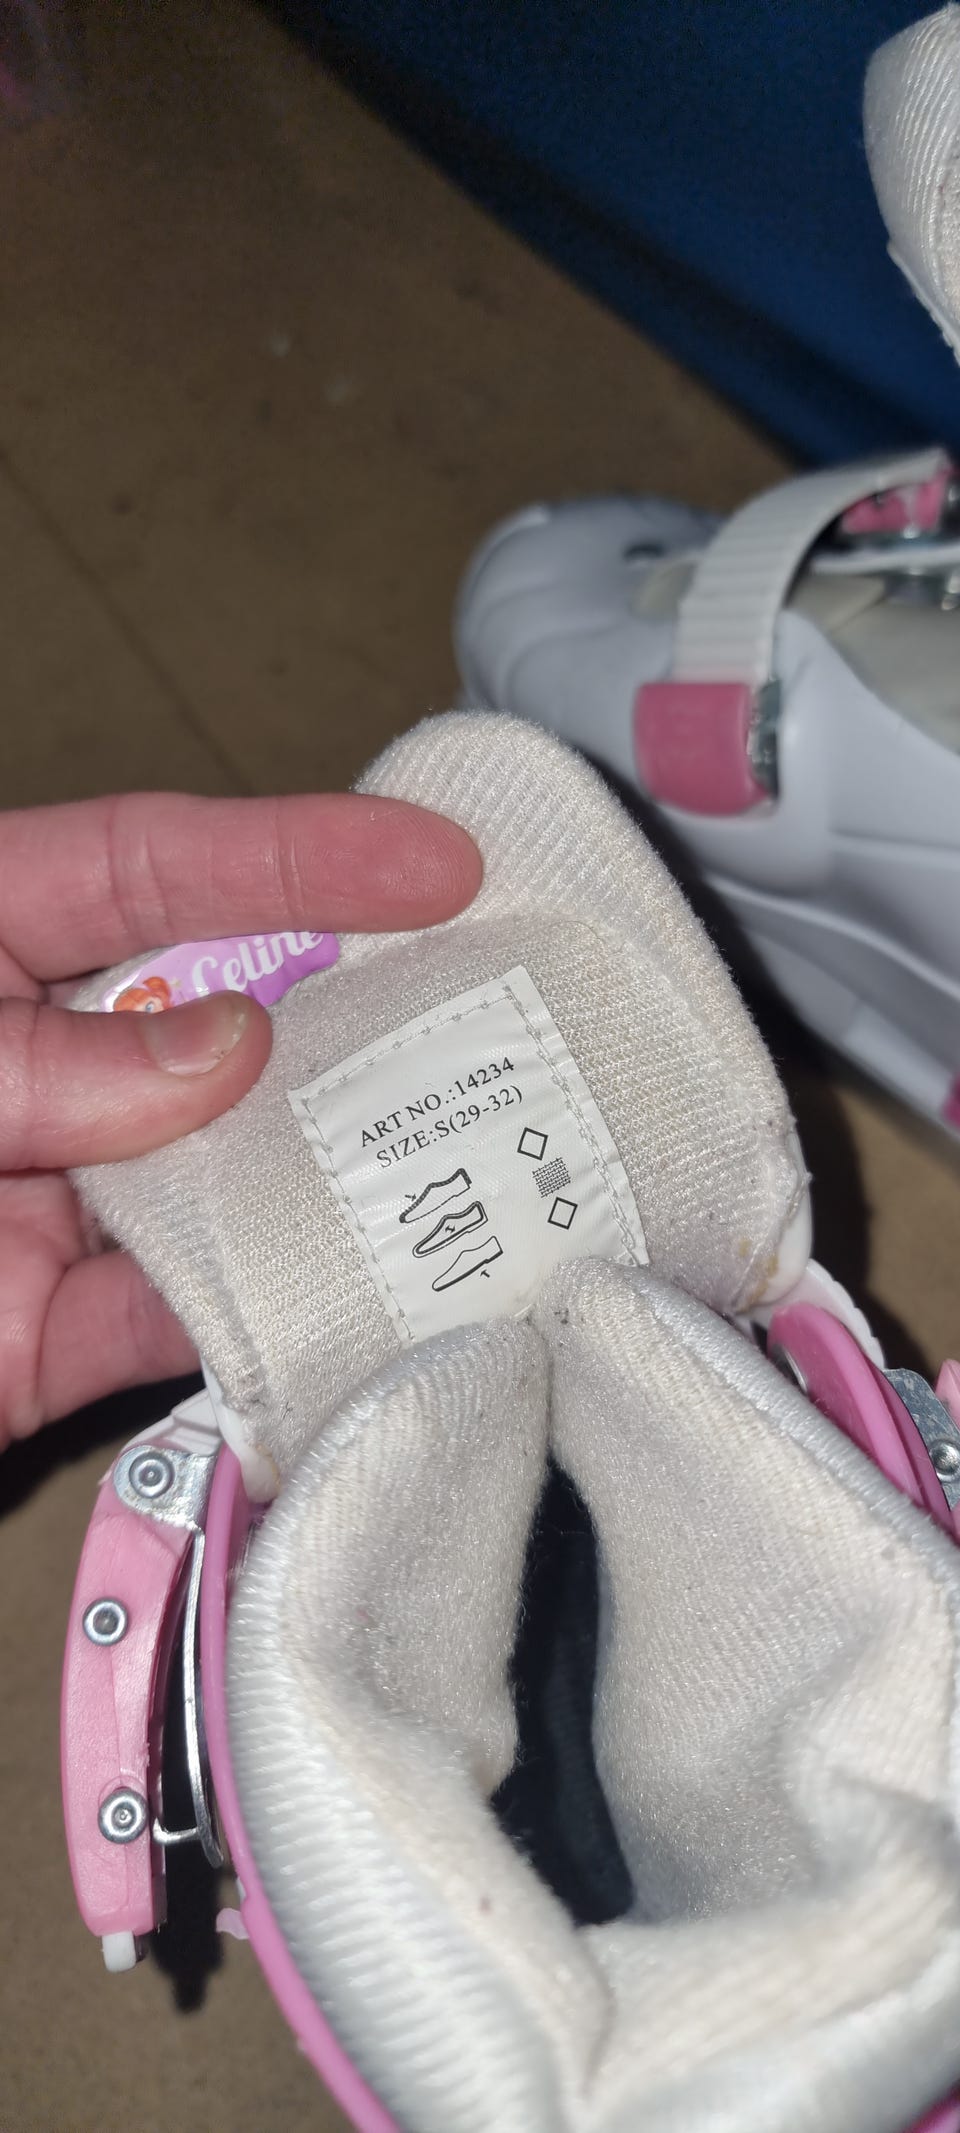 Celine
ART NO.:14234
SIZE:S(29-32)